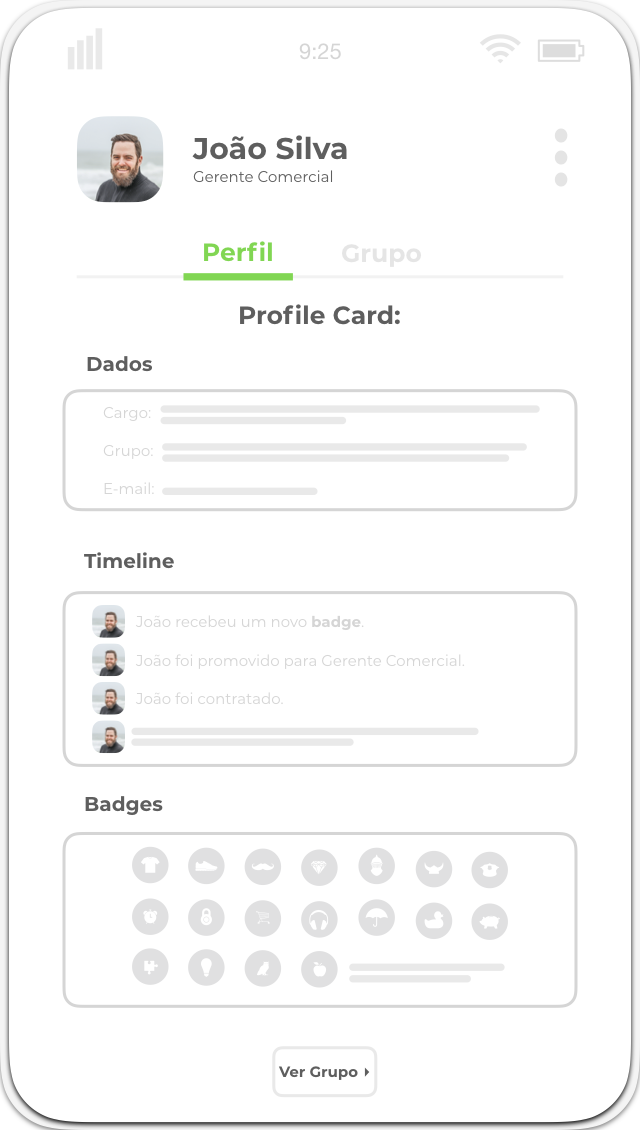 9:25
João Silva
Gerente Comercial
Perfil Grupo
Profile Card:
Dados
Cargo:
Grupo:
E-mail:
Timeline
João recebeu um novo badge.
João foi promovido para Gerente Comercial.
João foi contratado.
Badges
Ver Grupo